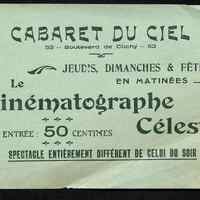 CABARET DU CIEL
53 - Boulevard de Clichy - 53
JEUDIS, DIMANCHES & FÊT
EN MATINÉES
Le
inématographe
Célest
ENTRÉE: 50 CENTIMES
SPECTACLE ENTIÈREMENT DIFFÉRENT DE CELUI DU SOIR